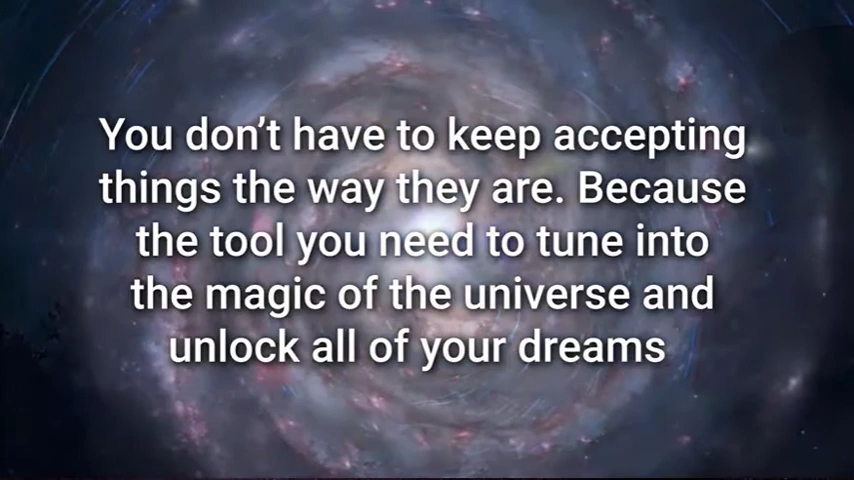 You don’t have to keep accepting
things the way they are. Because
the tool you need to tune into
the magic of the universe and
unlock all of your dreams